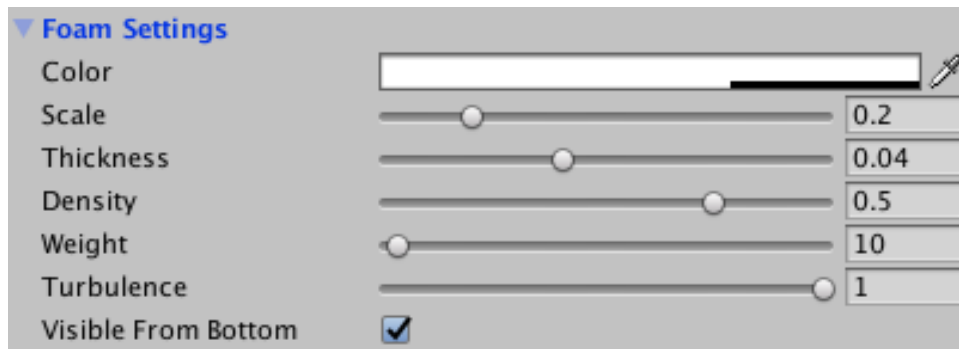 Foam Settings
Color
Scale 0.2
Thickness 0.04
Density 0.5
Weight 10
Turbulence 1
Visible From Bottom